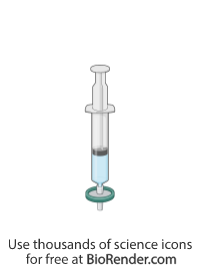 Use thousands of science icons
for free at BioRender.com